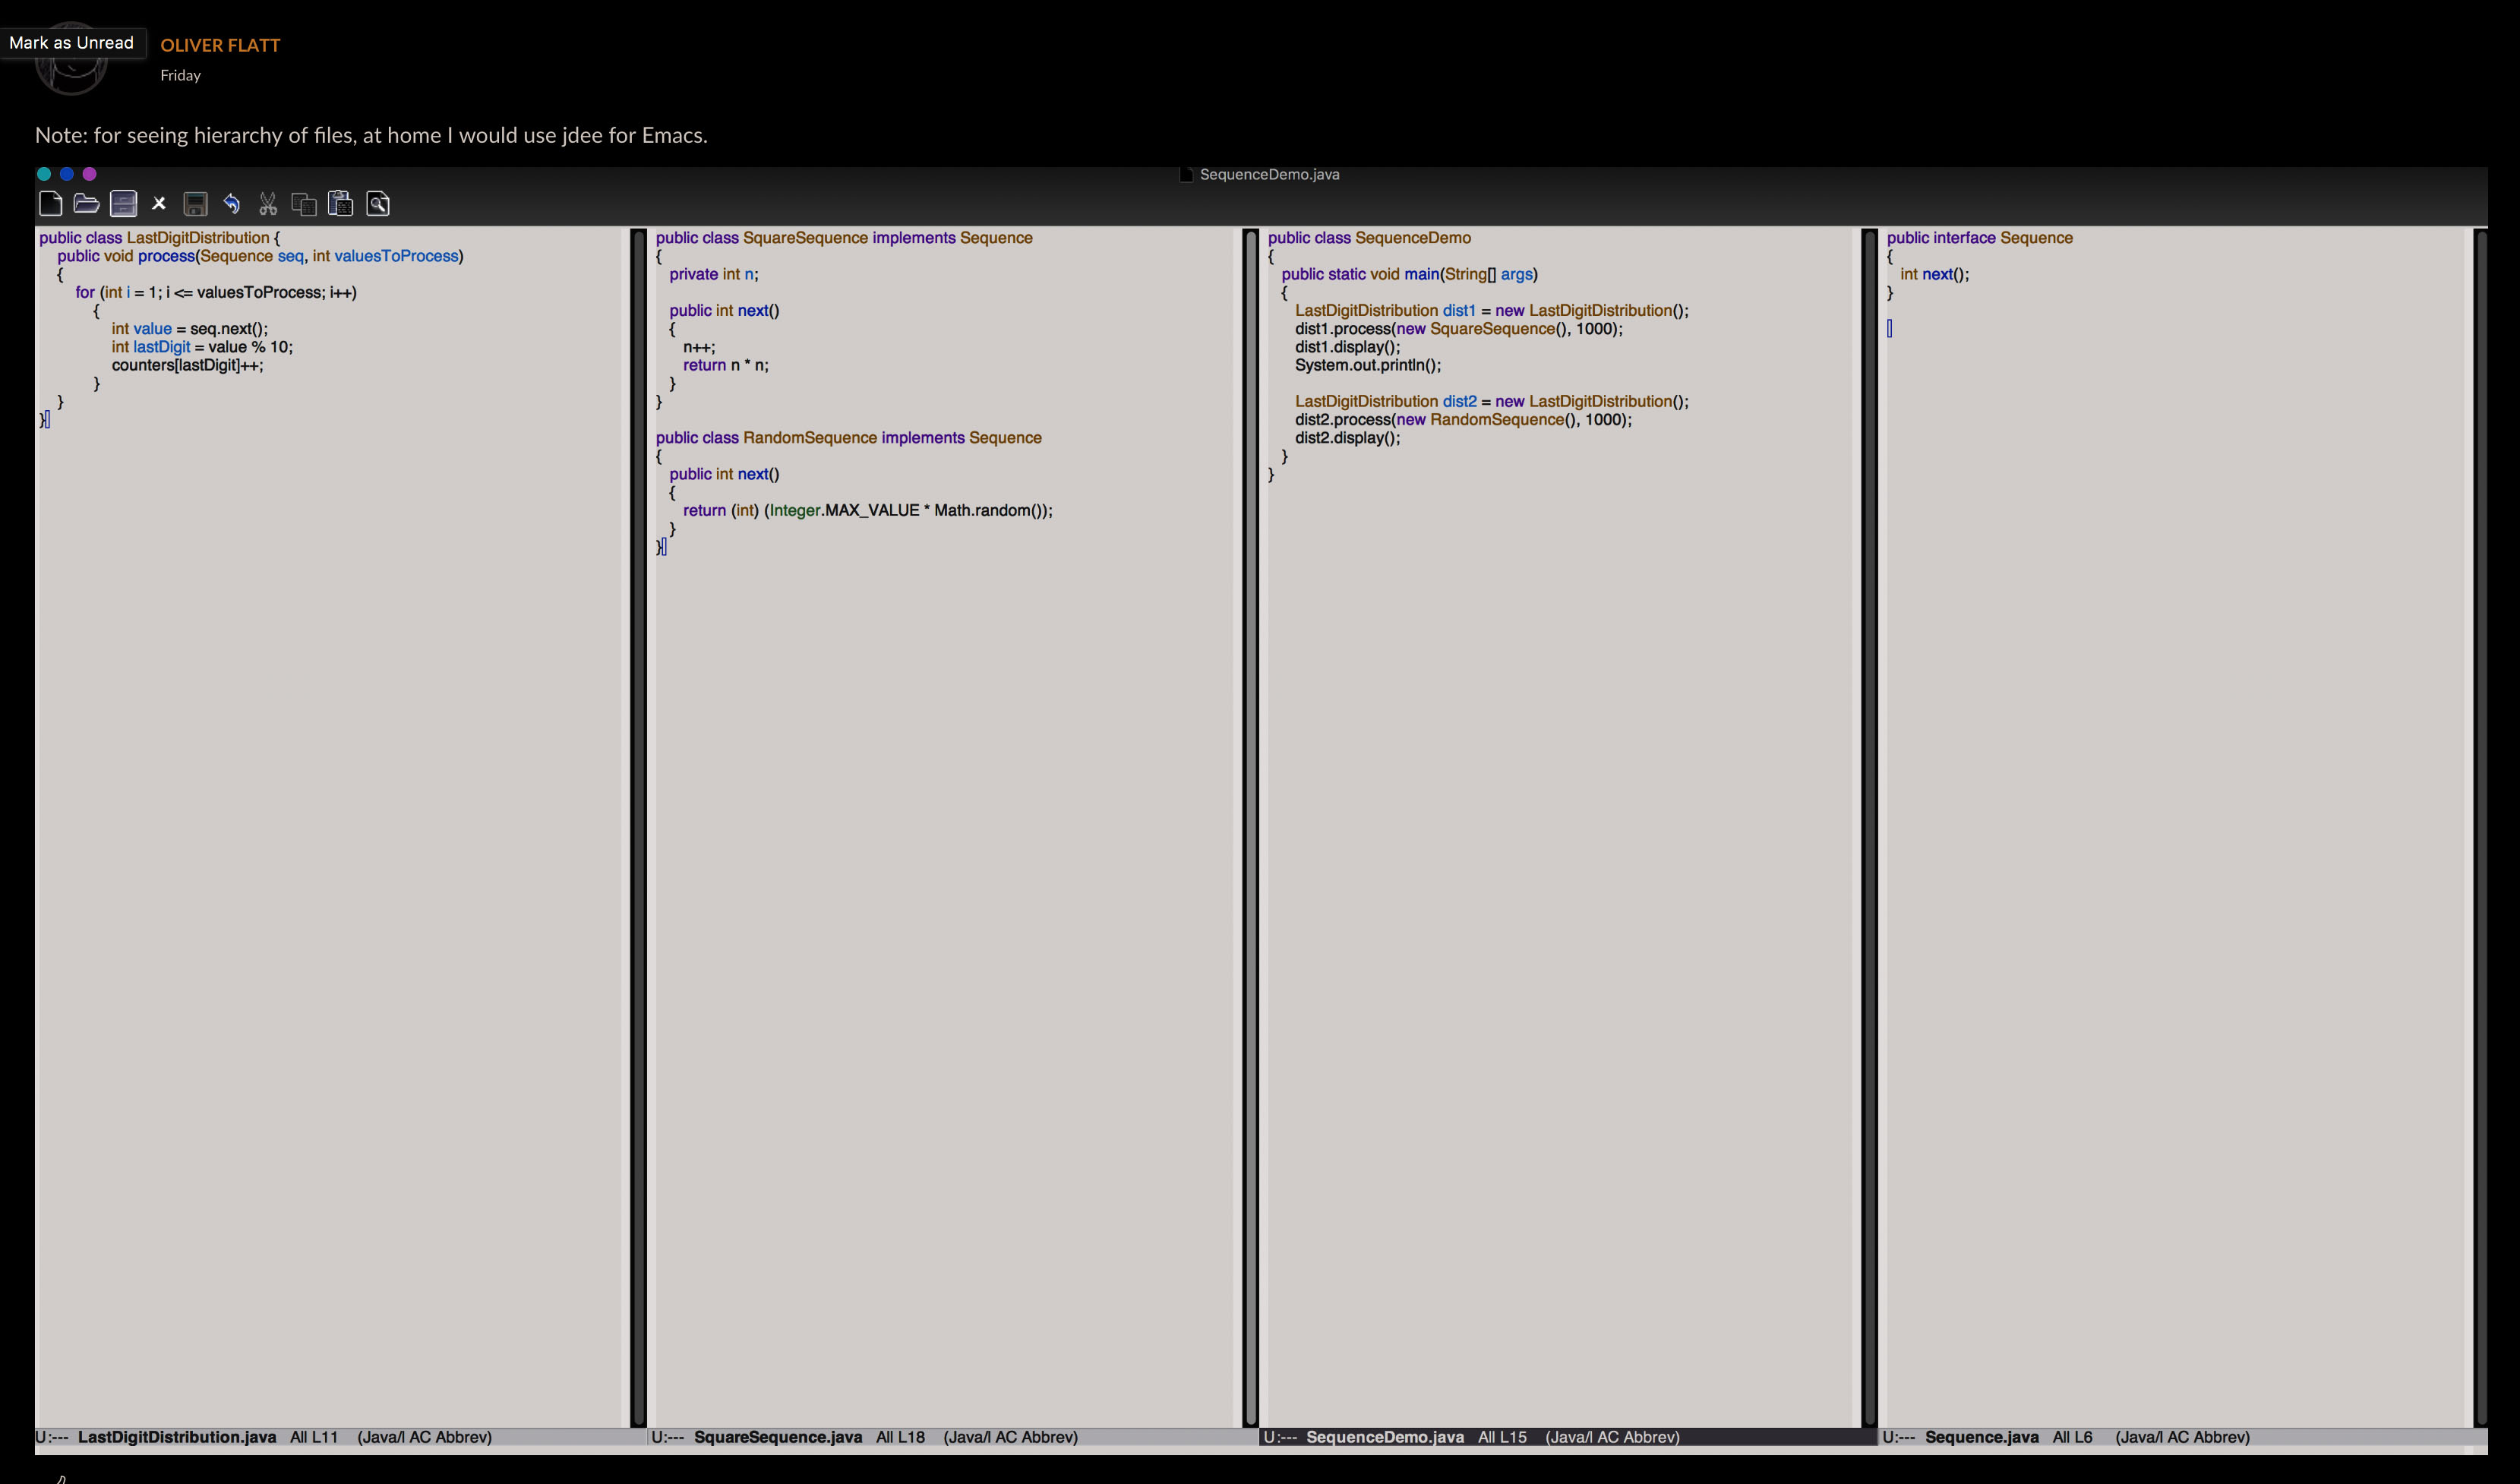 Mark as Unread
OLIVER FLATT
Friday
Note: for seeing hierarchy of files, at home I would use jdee for Emacs.
SequenceDemo.java
public class LastDigitDistribution {
public void process(Sequence seq, int valuesToProcess)
{
for (int i = 1; i <= valuesToProcess; i++)
{
int value = seq.next();
int lastDigit = value % 10;
counters[lastDigit]++;
}
}
}
public class SquareSequence implements Sequence
{
private int n;
public int next()
{
n++;
return n * n;
}
}
public class RandomSequence implements Sequence
{
public int next()
{
return (int) (Integer.MAX_VALUE * Math.random());
}
}
public class SequenceDemo
{
public static void main(String[] args)
{
LastDigitDistribution dist1 = new LastDigitDistribution();
dist1.process(new SquareSequence(), 1000);
dist1.display();
System.out.println();
LastDigitDistribution dist2 = new LastDigitDistribution();
dist2.process(new RandomSequence(), 1000);
dist2.display();
}
}
public interface Sequence
{
int next();
}
U:--- LastDigitDistribution.java All L11 (Java/l AC Abbrev)
U:--- SquareSequence.java All L18 (Java/l AC Abbrev)
U:--- SequenceDemo.java All L15 (Java/l AC Abbrev)
U:--- Sequence.java All L6 (Java/l AC Abbrev)